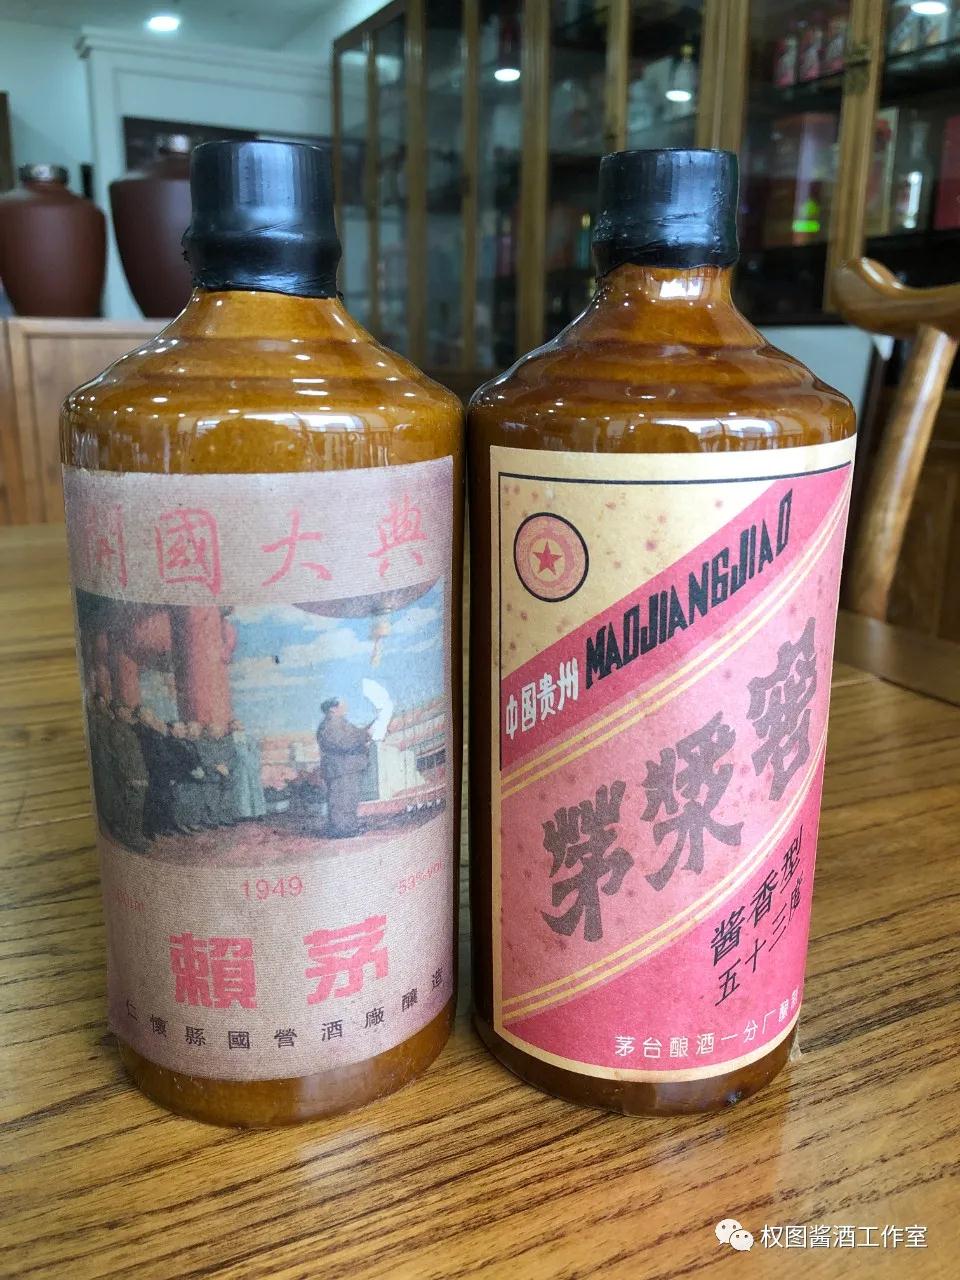 開國大典
1949
53%vol
賴茅
仁懷縣國營酒廠釀造
MAOJIANGJIAO
中国贵州
茅浆窖
酱香型
五十三度
茅台酿酒一分厂酿制
权图酱酒工作室